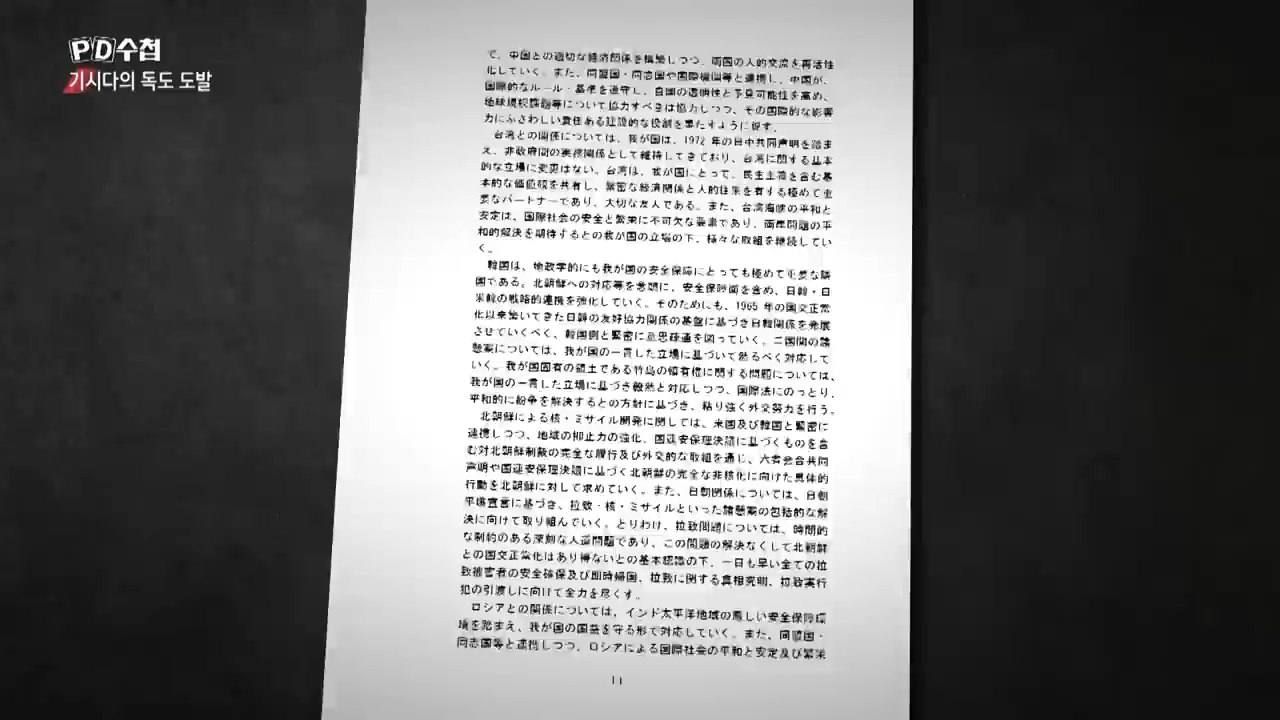 PD수첩
기시다의 독도 도발
て、中国との適切な経済関係を構築しつつ、両国の人的交流を再活性
化していく。また、同盟国・同志国や国際機関等と連携し、中国が、
国際的なルール・基準を遵守し、自国の透明性と予見可能性を高め、
地球規模課題等について協力すべきは協力しつつ、その国際的な影響
力にふさわしい責任ある建設的な役割を果たすように促す。
台湾との関係については、我が国は、1972 年の日中共同声明を踏ま
え、非政府間の実務関係として維持してきており、台湾に関する基本
的な立場に変更はない。台湾は、我が国にとって、民主主義を含む基
本的な価値観を共有し、緊密な経済関係と人的往来を有する極めて重
要なパートナーであり、大切な友人である。また、台湾海峡の平和と
安定は、国際社会の安全と繁栄に不可欠な要素であり、両岸問題の平
和的解決を期待するとの我が国の立場の下、様々な取組を継続してい
く。
韓国は、地政学的にも我が国の安全保障にとっても極めて重要な隣
国である。北朝鮮への対応等を念頭に、安全保障面を含め、日韓・日
米韓の戦略的連携を強化していく。そのためにも、1965 年の国交正常
化以来築いてきた日韓の友好協力関係の基盤に基づき日韓関係を発展
させていくべく、韓国側と緊密に意思疎通を図っていく。二国間の諸
懸案については、我が国の一貫した立場に基づいて然るべく対応して
いく。我が国固有の領土である竹島の領有権に関する問題については、
我が国の一貫した立場に基づき毅然と対応しつつ、国際法にのっとり、
平和的に紛争を解決するとの方針に基づき、粘り強く外交努力を行う。
北朝鮮による核・ミサイル開発に関しては、米国及び韓国と緊密に
連携しつつ、地域の抑止力の強化、国連安保理決議に基づくものを含
む対北朝鮮制裁の完全な履行及び外交的な取組を通じ、六者会合共同
声明や国連安保理決議に基づく北朝鮮の完全な非核化に向けた具体的
行動を北朝鮮に対して求めていく。また、日朝関係については、日朝
平壌宣言に基づき、拉致・核・ミサイルといった諸懸案の包括的な解
決に向けて取り組んでいく。とりわけ、拉致問題については、時間的
な制約のある深刻な人道問題であり、この問題の解決なくして北朝鮮
との国交正常化はあり得ないとの基本認識の下、一日も早い全ての拉
致被害者の安全確保及び即時帰国、拉致に関する真相究明、拉致実行
犯の引渡しに向けて全力を尽くす。
ロシアとの関係については、インド太平洋地域の厳しい安全保障環
境を踏まえ、我が国の国益を守る形で対応していく。また、同盟国・
同志国等と連携しつつ、ロシアによる国際社会の平和と安定及び繁栄